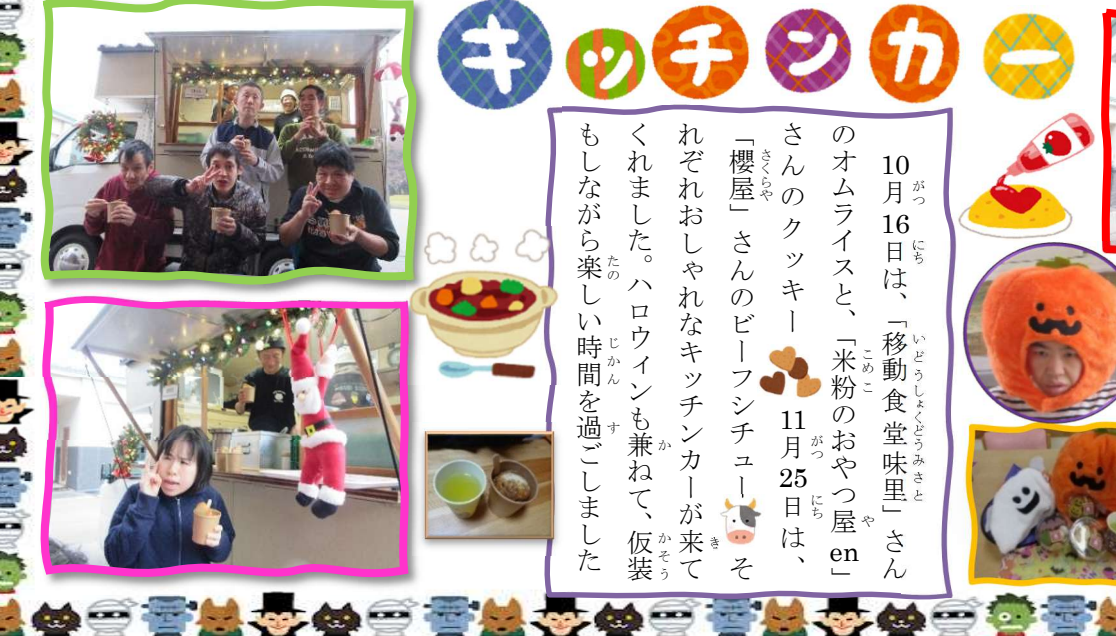 キッチンカー
10月16日は、「移動食堂味里」さん
のオムライスと、「米粉のおやつ屋en」
さんのクッキー 11月25日は、
「櫻屋」さんのビーフシチュー そ
れぞれおしゃれなキッチンカーが来て
くれました。ハロウィンも兼ねて、仮装
もしながら楽しい時間を過ごしました